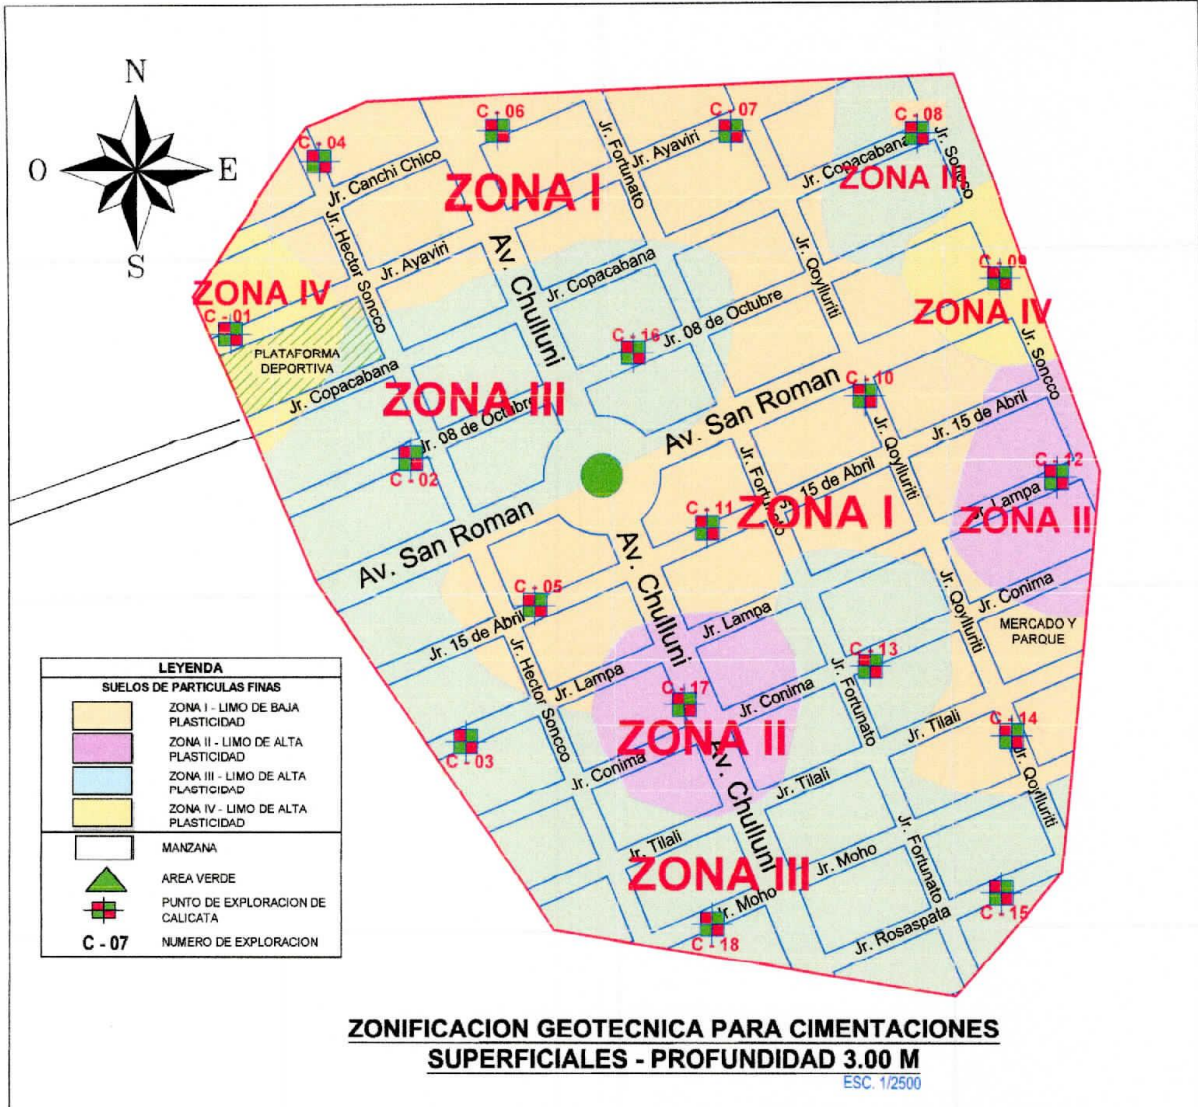 N
O
E
S
C - 06
C - 07
C - 08
C - 04
Jr. Fortunato
Jr. Ayaviri
Jr. Soncco
Jr. Copacabana
Jr. Canchi Chico
ZONA I
ZONA III
Jr. Hector Soncco
Jr. Ayaviri
Av. Chulluni
Jr. Copacabana
Jr. Qoylluriti
C - 09
ZONA IV
C - 01
PLATAFORMA
DEPORTIVA
Jr. 08 de Octubre
ZONA IV
C - 16
Jr. Soncco
Jr. Copacabana
ZONA III
Av. San Roman
C - 10
Jr. 08 de Octubre
Jr. Qoylluriti
Jr. 15 de Abril
C - 02
Jr. Fortunato
Jr. 15 de Abril
C - 12
Jr. Lampa
ZONA II
C - 11
ZONA I
Av. San Roman
Av. Chulluni
C - 05
Jr. Qoylluriti
Jr. Conima
MERCADO Y
PARQUE
Jr. 15 de Abril
Jr. Lampa
Jr. Hector Soncco
Jr. Lampa
C - 13
Jr. Fortunato
C - 17
Jr. Conima
ZONA II
C - 03
Jr. Conima
Av. Chulluni
Jr. Tilali
C - 14
Jr. Qoylluriti
Jr. Tilali
Jr. Tilali
Jr. Fortunato
Jr. Moho
ZONA III
Jr. Moho
C - 15
Jr. Rosaspata
C - 18
LEYENDA
SUELOS DE PARTICULAS FINAS
ZONA I - LIMO DE BAJA
PLASTICIDAD
ZONA II - LIMO DE ALTA
PLASTICIDAD
ZONA III - LIMO DE ALTA
PLASTICIDAD
ZONA IV - LIMO DE ALTA
PLASTICIDAD
MANZANA
AREA VERDE
PUNTO DE EXPLORACION DE
CALICATA
C - 07 NUMERO DE EXPLORACION
ZONIFICACION GEOTECNICA PARA CIMENTACIONES
SUPERFICIALES - PROFUNDIDAD 3.00 M
ESC. 1/2500